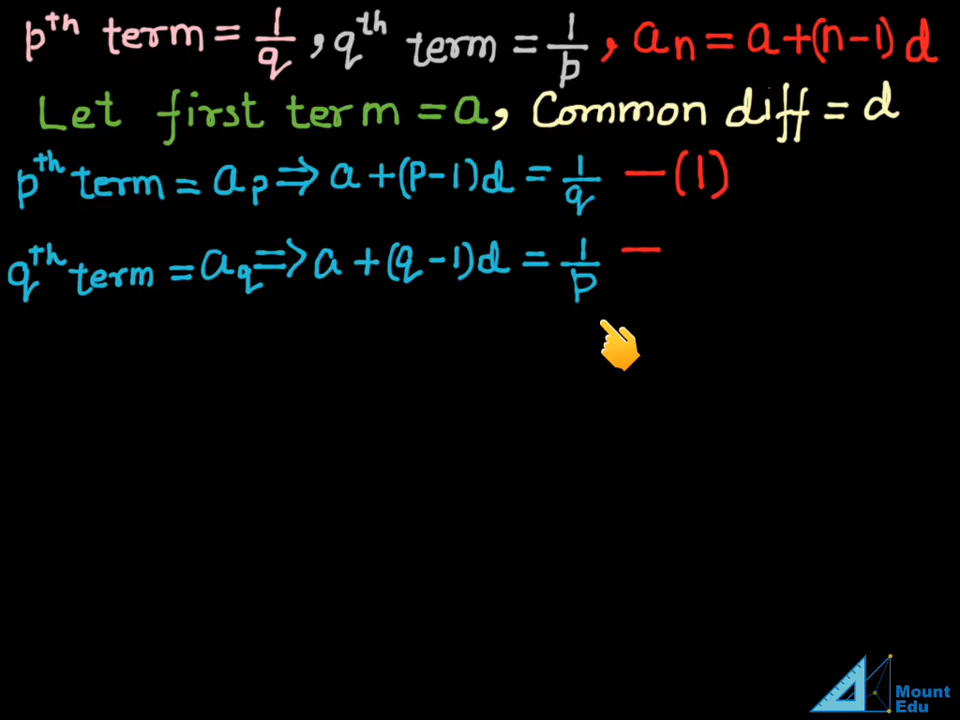 pᵗʰ term = 1/q, qᵗʰ term = 1/p, aₙ = a+(n-1)d
Let first term = a, Common diff = d
pᵗʰ term = aₚ ⇒ a+(P-1)d = 1/q —(1)
qᵗʰ term = a_q ⇒ a+(q-1)d = 1/p —
Mount
Edu